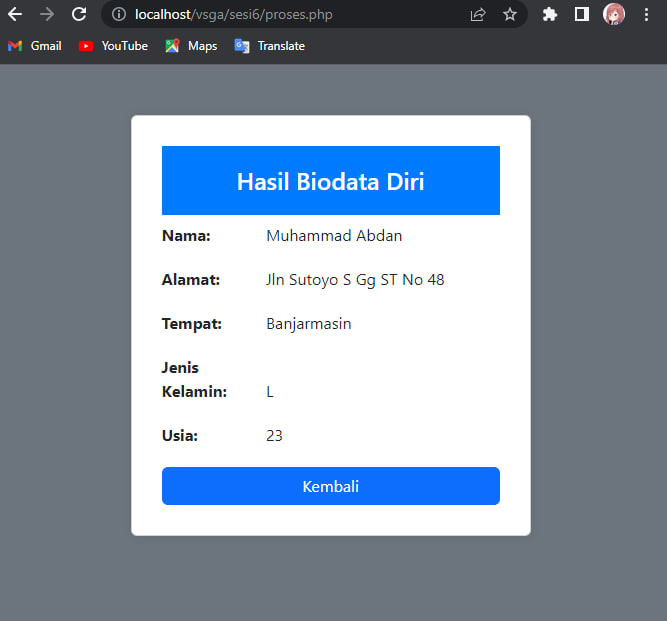 localhost/vsga/sesi6/proses.php
Gmail YouTube Maps Translate
Hasil Biodata Diri
Nama: Muhammad Abdan
Alamat: Jln Sutoyo S Gg ST No 48
Tempat: Banjarmasin
Jenis
Kelamin: L
Usia: 23
Kembali